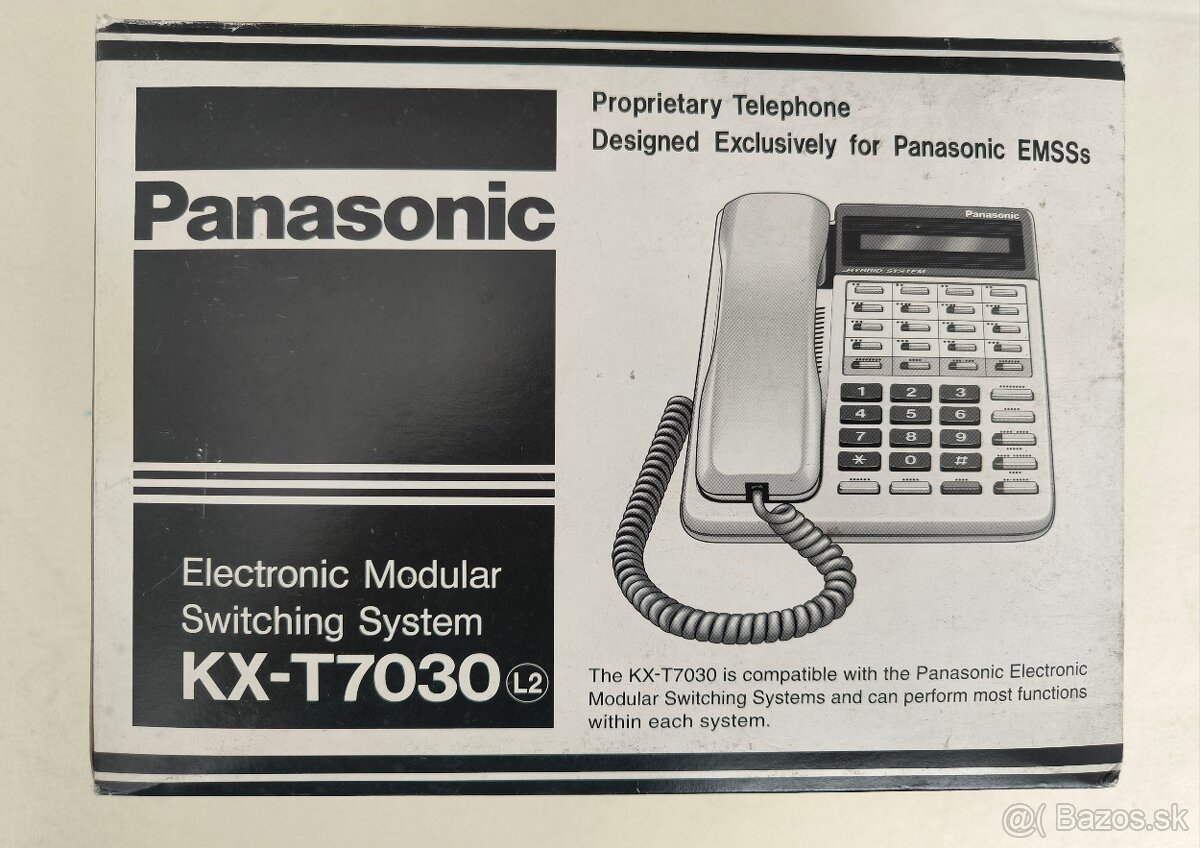 Panasonic
Electronic Modular
Switching System
KX-T7030 L2
Proprietary Telephone
Designed Exclusively for Panasonic EMSSs
Panasonic
HYBRID SYSTEM
1 2 3
4 5 6
7 8 9
* 0 #
The KX-T7030 is compatible with the Panasonic Electronic
Modular Switching Systems and can perform most functions
within each system.
@( Bazos.sk